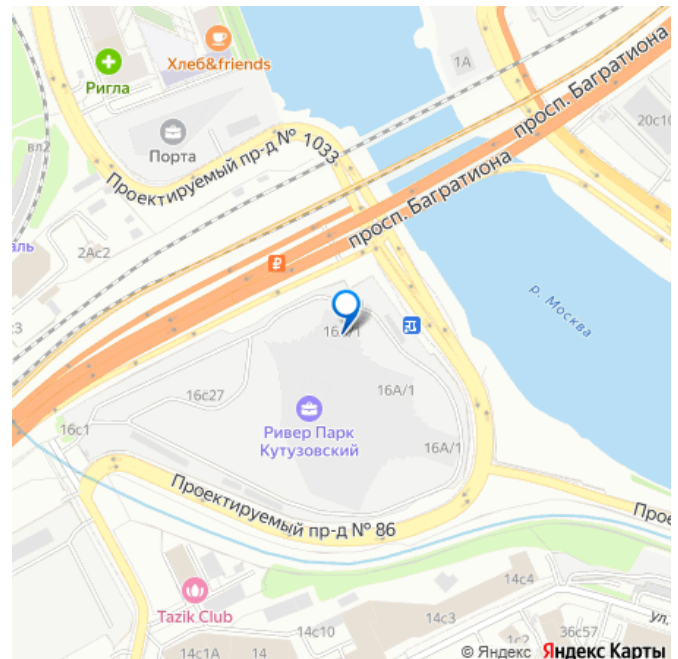 Хлеб&friends
Ригла
1А
20с10
просп. Багратиона
Порта
вл2
Проектируемый пр-д № 1033
просп. Багратиона
2Ас2
р. Москва
16А/1
16с27
16А/1
Ривер Парк
Кутузовский
16с1
16А/1
Проектируемый пр-д № 86
Tazik Club
14с4
14с3
14с10
14с1А
14
36с57
© Яндекс Яндекс Карты